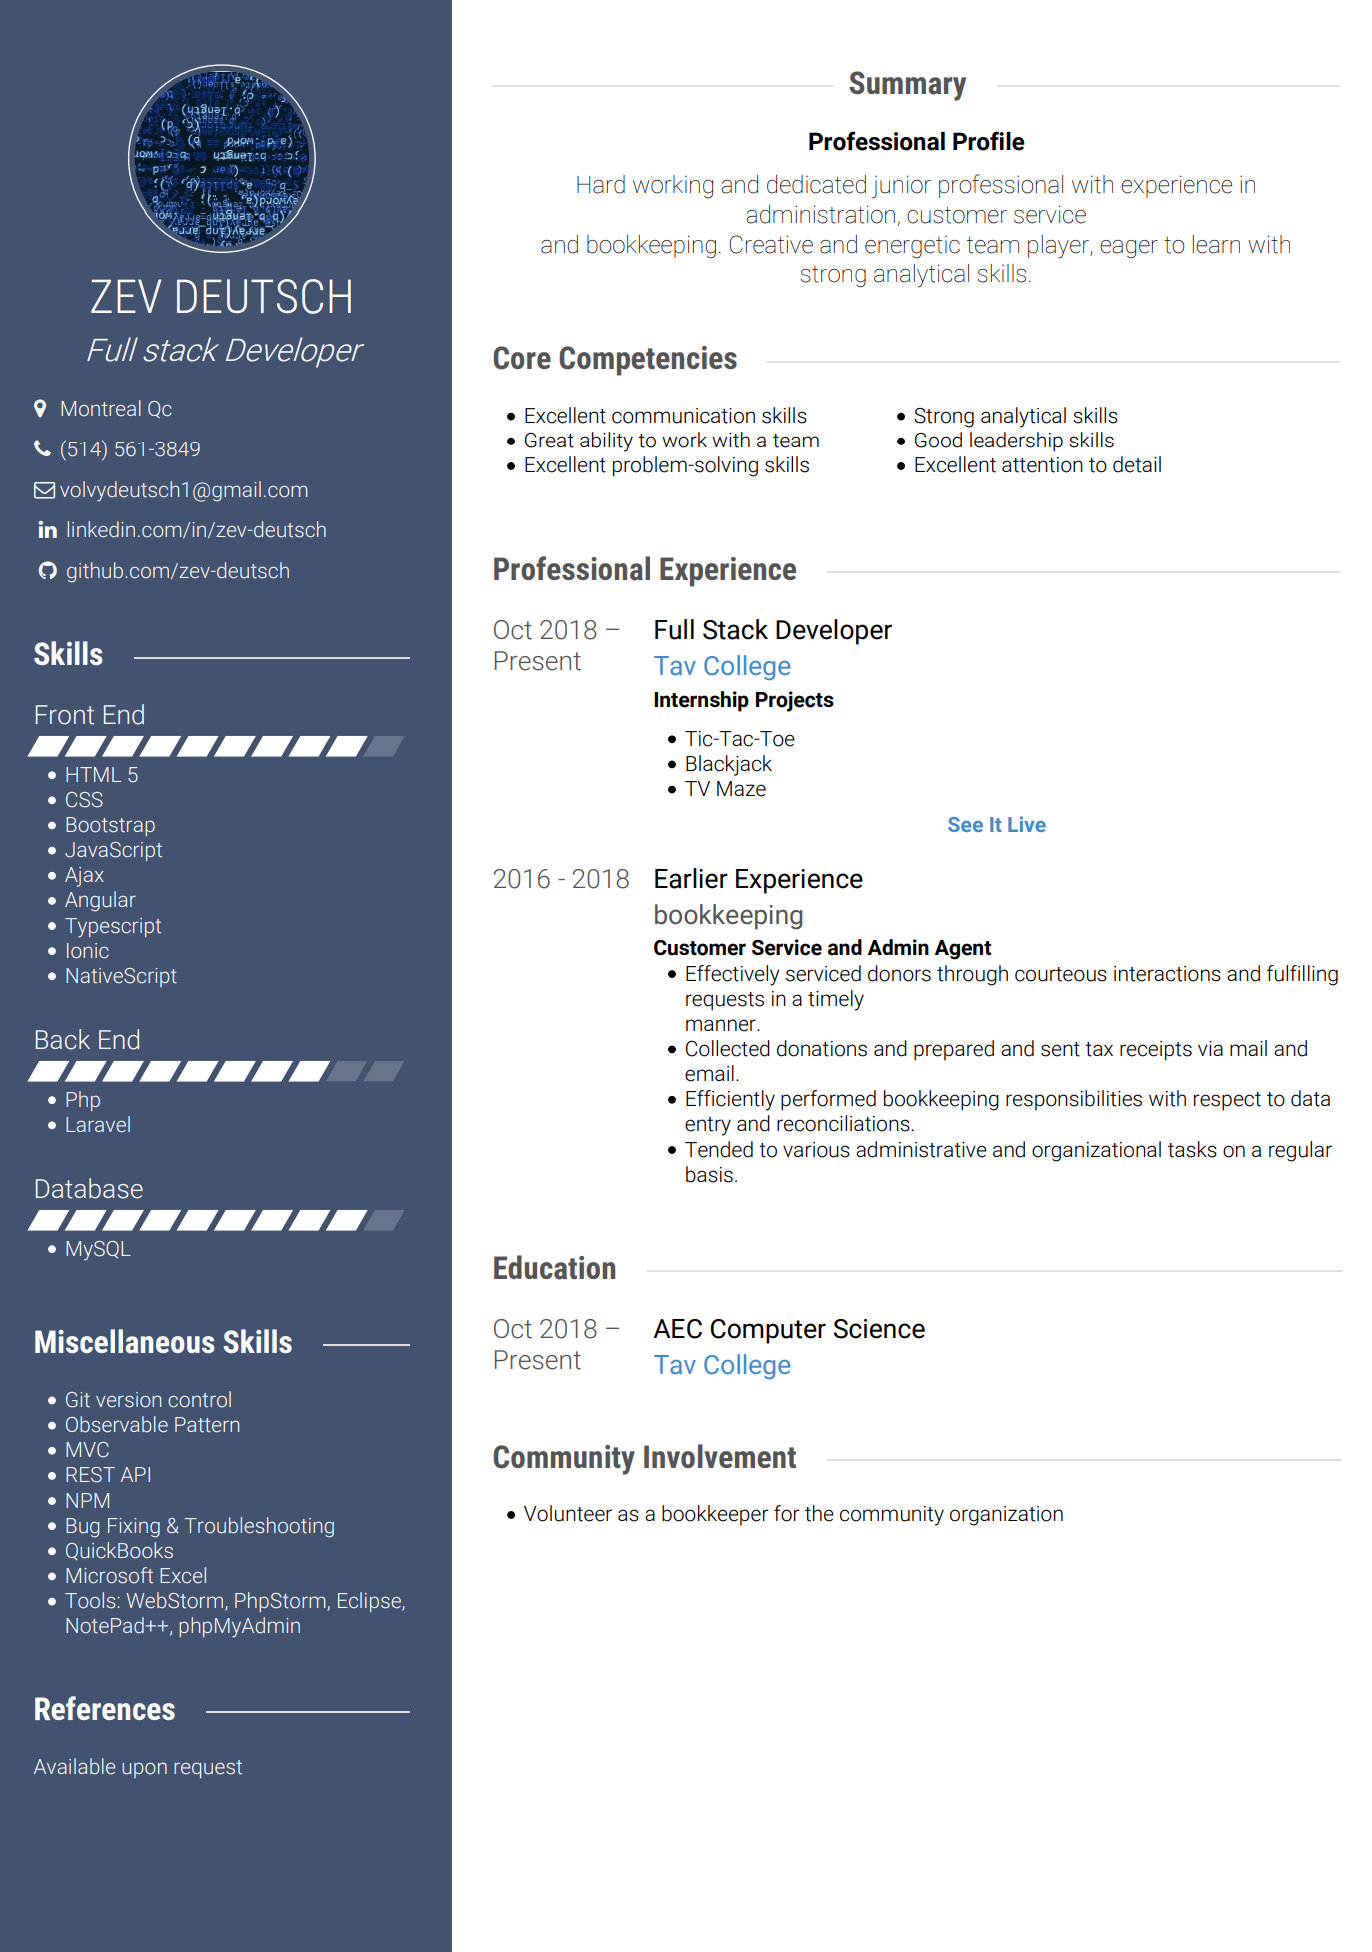 ZEV DEUTSCH
Full stack Developer
Montreal Qc
(514) 561-3849
volvydeutsch1@gmail.com
linkedin.com/in/zev-deutsch
github.com/zev-deutsch
Skills
Front End
• HTML 5
• CSS
• Bootstrap
• JavaScript
• Ajax
• Angular
• Typescript
• Ionic
• NativeScript
Back End
• Php
• Laravel
Database
• MySQL
Miscellaneous Skills
• Git version control
• Observable Pattern
• MVC
• REST API
• NPM
• Bug Fixing & Troubleshooting
• QuickBooks
• Microsoft Excel
• Tools: WebStorm, PhpStorm, Eclipse,
NotePad++, phpMyAdmin
References
Available upon request
Summary
Professional Profile
Hard working and dedicated junior professional with experience in
administration, customer service
and bookkeeping. Creative and energetic team player, eager to learn with
strong analytical skills.
Core Competencies
• Excellent communication skills
• Great ability to work with a team
• Excellent problem-solving skills
• Strong analytical skills
• Good leadership skills
• Excellent attention to detail
Professional Experience
Oct 2018 –
Present
Full Stack Developer
Tav College
Internship Projects
• Tic-Tac-Toe
• Blackjack
• TV Maze
See It Live
2016 - 2018
Earlier Experience
bookkeeping
Customer Service and Admin Agent
• Effectively serviced donors through courteous interactions and fulfilling
requests in a timely
manner.
• Collected donations and prepared and sent tax receipts via mail and
email.
• Efficiently performed bookkeeping responsibilities with respect to data
entry and reconciliations.
• Tended to various administrative and organizational tasks on a regular
basis.
Education
Oct 2018 –
Present
AEC Computer Science
Tav College
Community Involvement
• Volunteer as a bookkeeper for the community organization